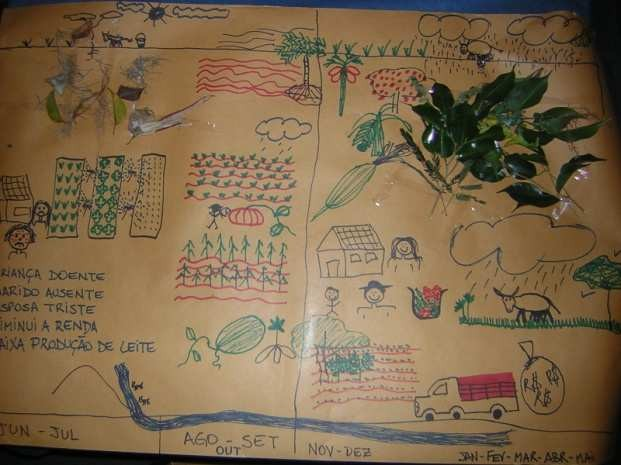 RIANÇA DOENTE
ARIDO AUSENTE
SPOSA TRISTE
IMINUI A RENDA
AIXA PRODUÇÃO DE LEITE
R$ R$
R$ R$
JUN - JUL
AGO - SET
OUT
NOV-DEZ
JAN-FEV-MAR-ABR-MAI